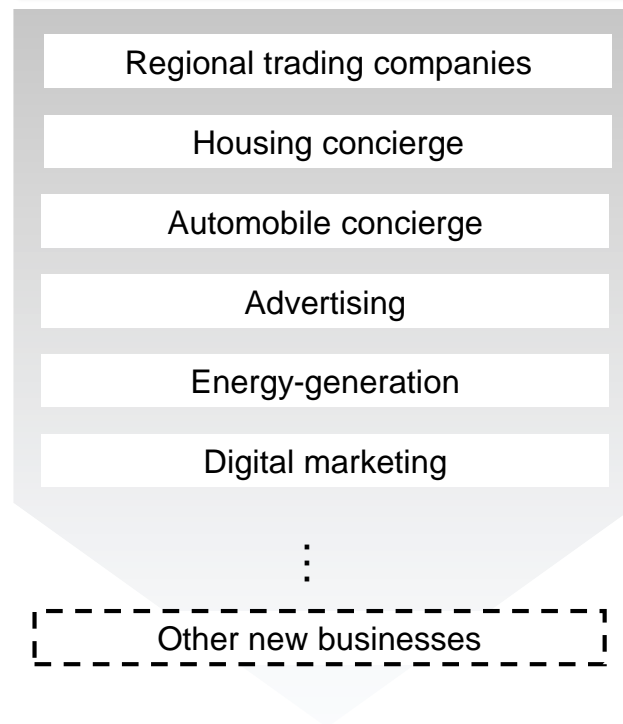 Regional trading companies
Housing concierge
Automobile concierge
Advertising
Energy-generation
Digital marketing
⋮
Other new businesses